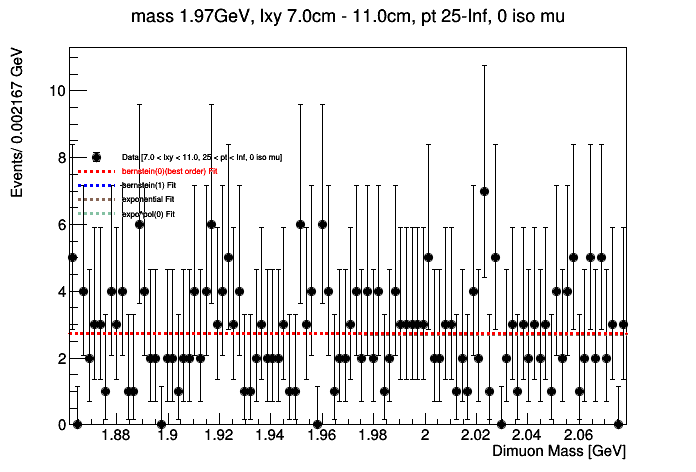 mass 1.97GeV, lxy 7.0cm - 11.0cm, pt 25-Inf, 0 iso mu
Events/ 0.002167 GeV
10
8
6
4
2
0
Data [7.0 < lxy < 11.0, 25 < pt < Inf, 0 iso mu]
bernstein(0)(best order) Fit
bernstein(1) Fit
exponential Fit
expo*pol(0) Fit
1.88 1.9 1.92 1.94 1.96 1.98 2 2.02 2.04 2.06
Dimuon Mass [GeV]